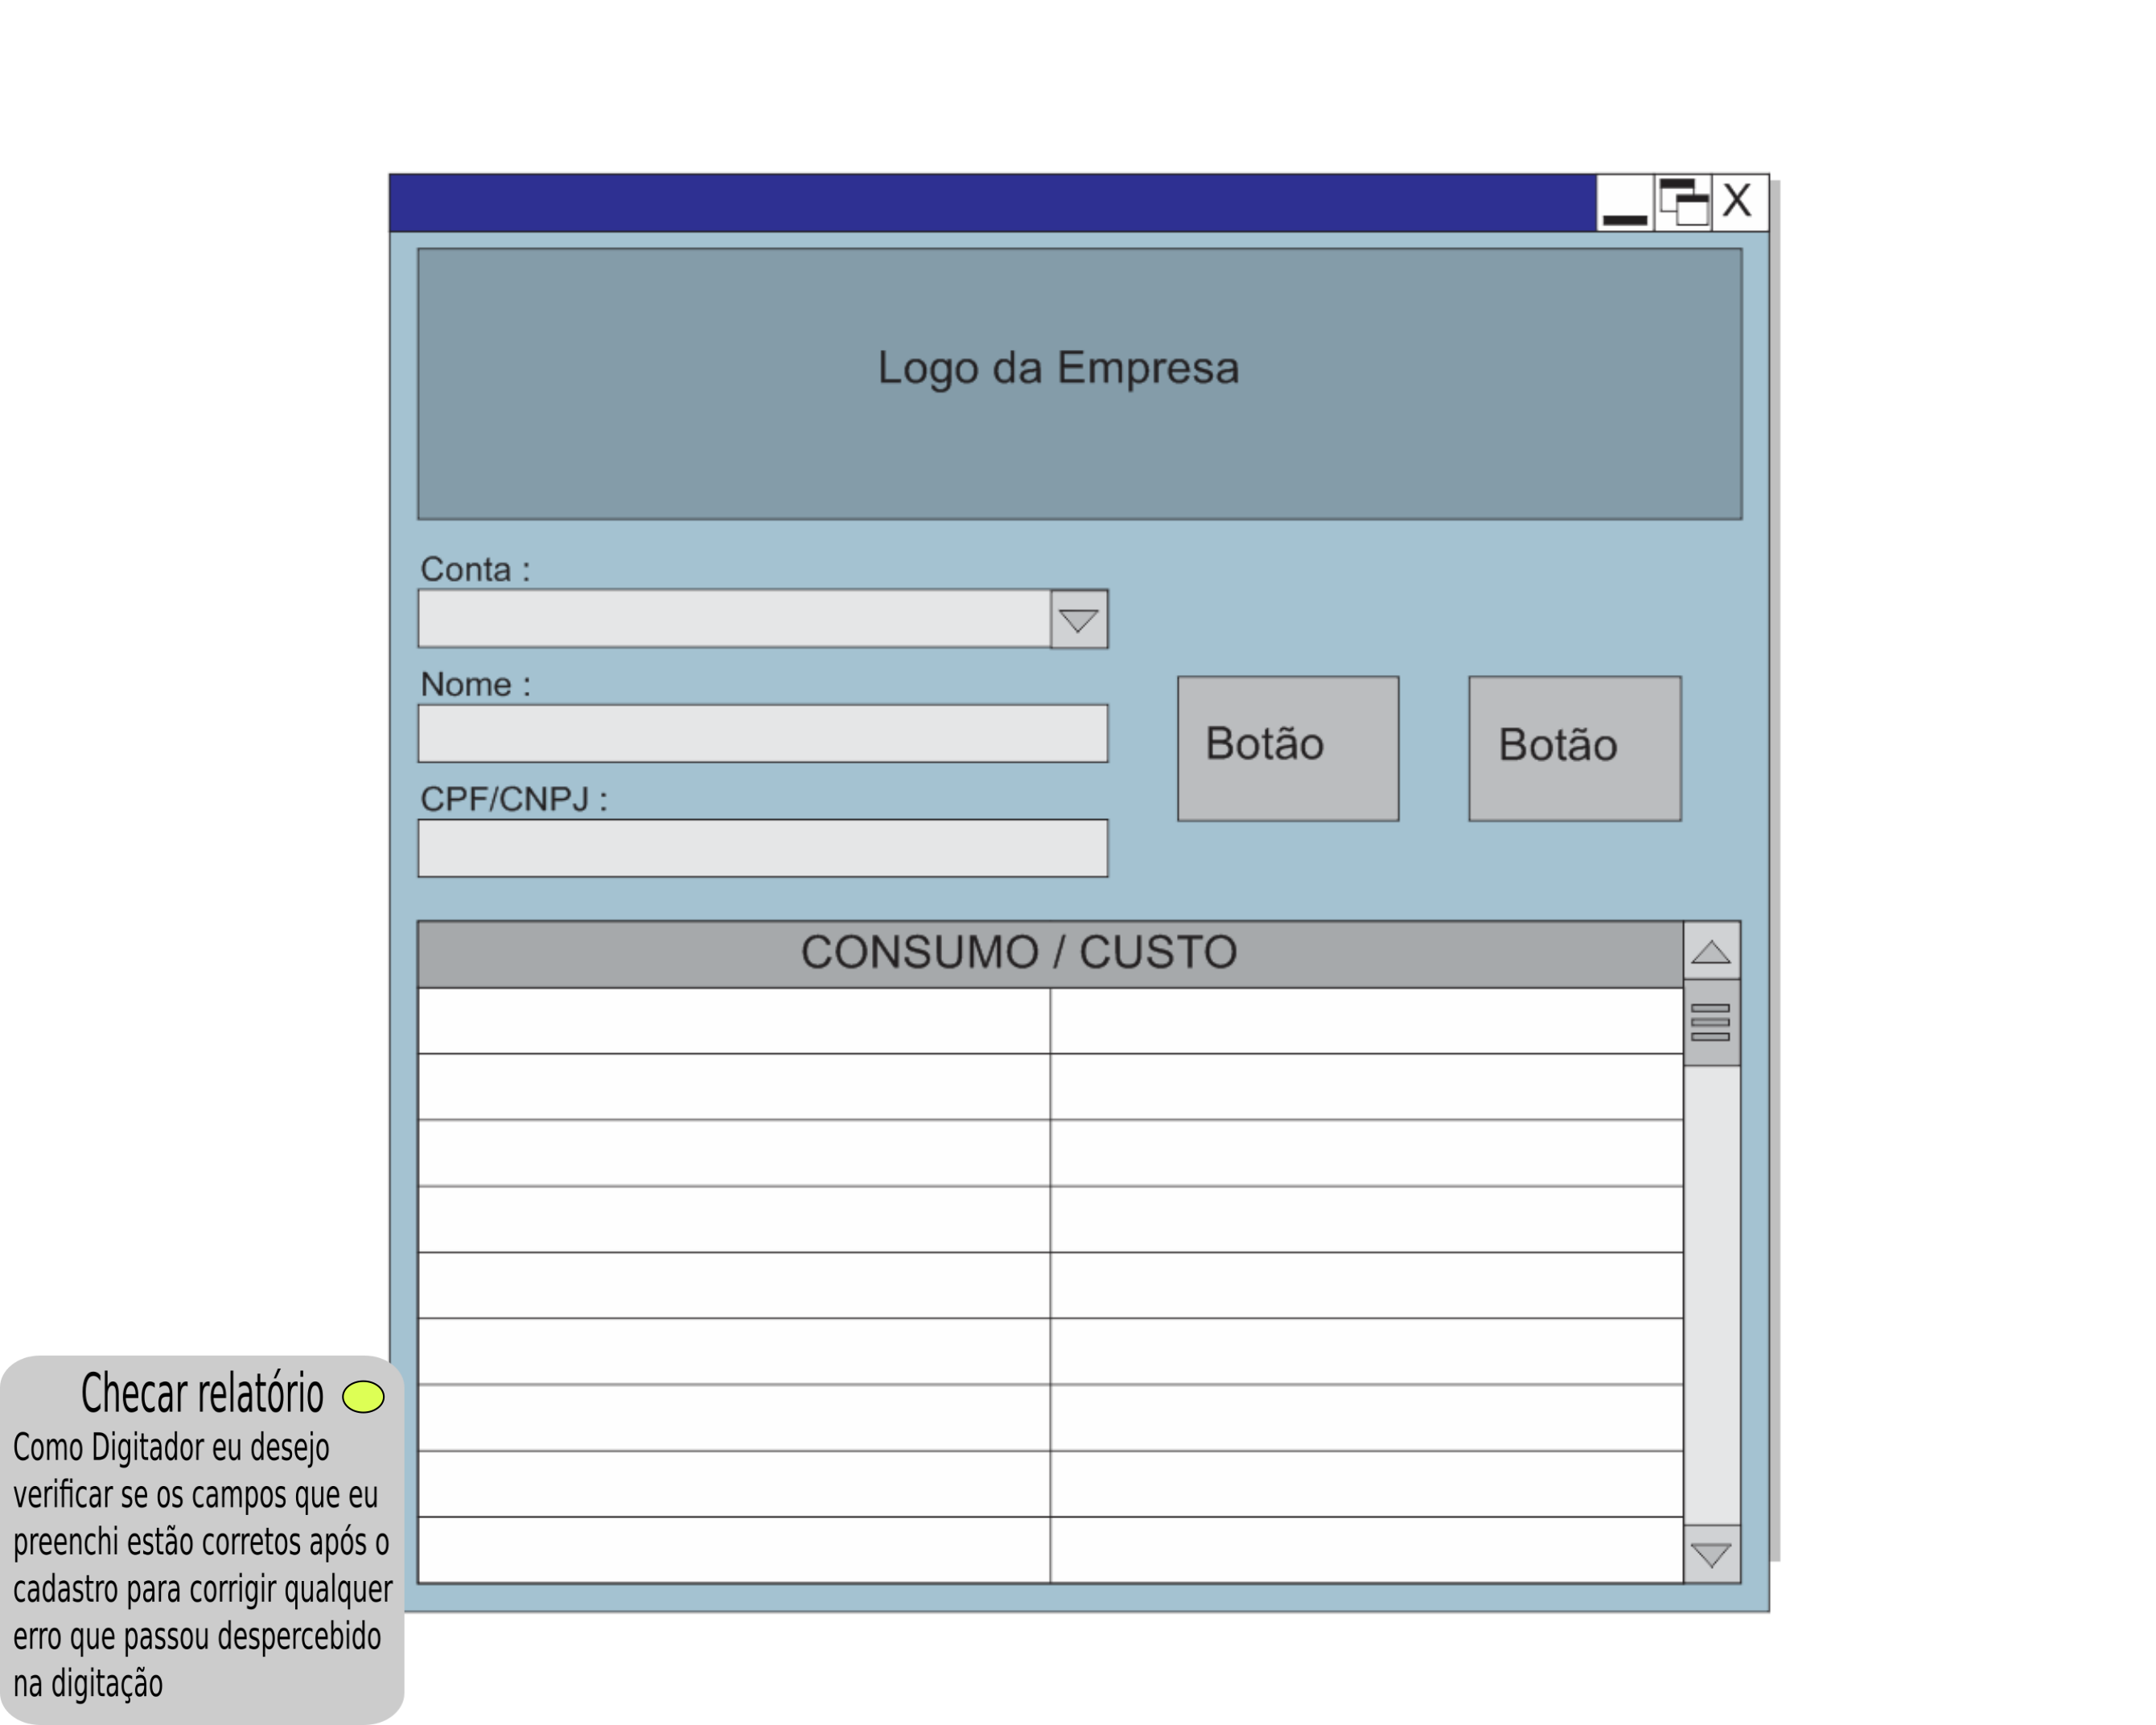 X
Logo da Empresa
Conta :
Nome :
CPF/CNPJ :
Botão
Botão
CONSUMO / CUSTO
Checar relatório
Como Digitador eu desejo
verificar se os campos que eu
preenchi estão corretos após o
cadastro para corrigir qualquer
erro que passou despercebido
na digitação